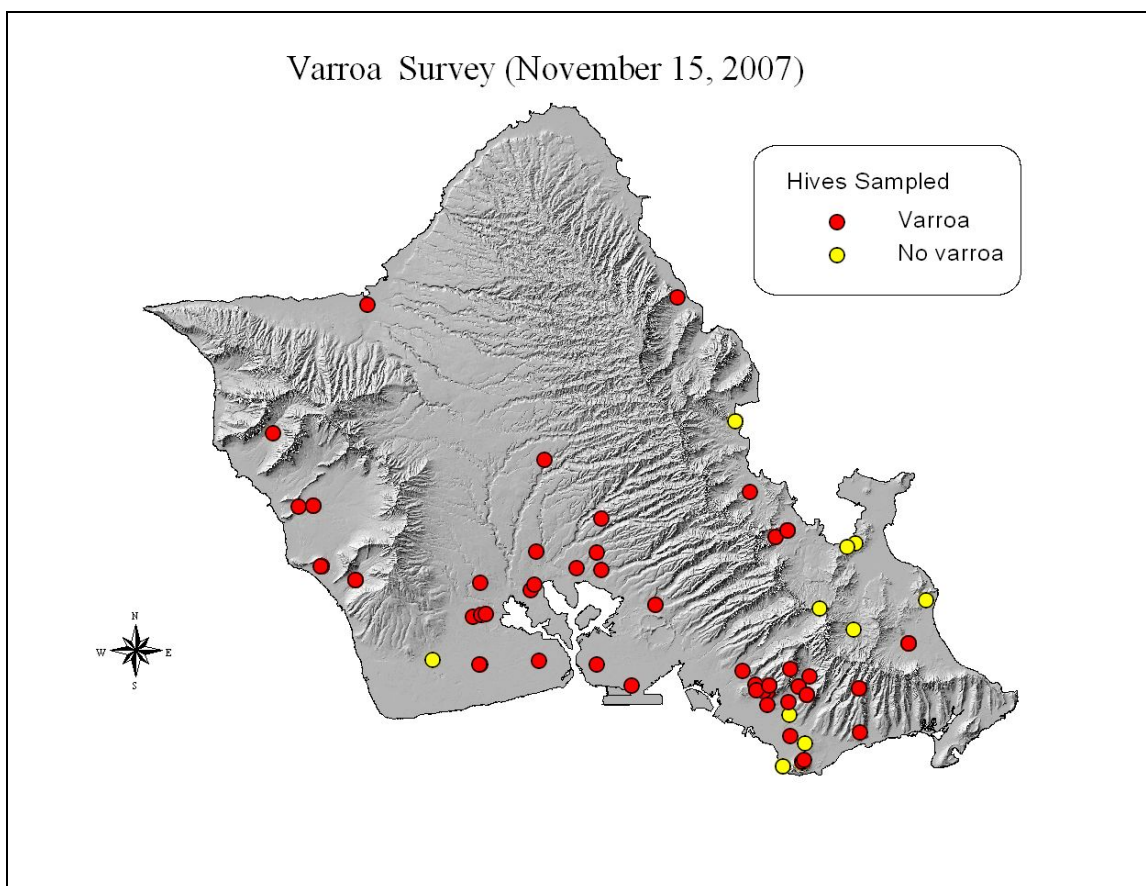 Varroa Survey (November 15, 2007)
Hives Sampled
Varroa
No varroa
N
W E
S